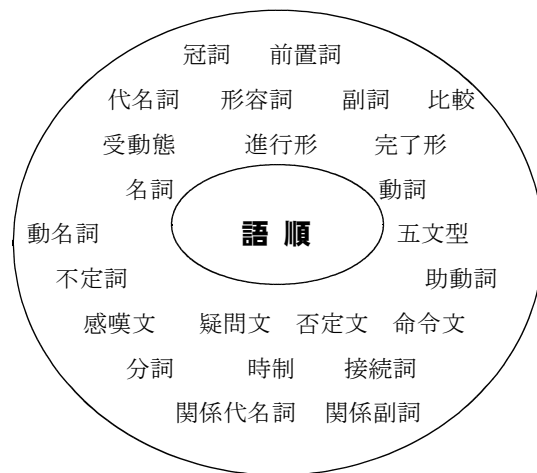 冠詞 前置詞
代名詞 形容詞 副詞 比較
受動態 進行形 完了形
名詞 動詞
動名詞 語順 五文型
不定詞 助動詞
感嘆文 疑問文 否定文 命令文
分詞 時制 接続詞
関係代名詞 関係副詞